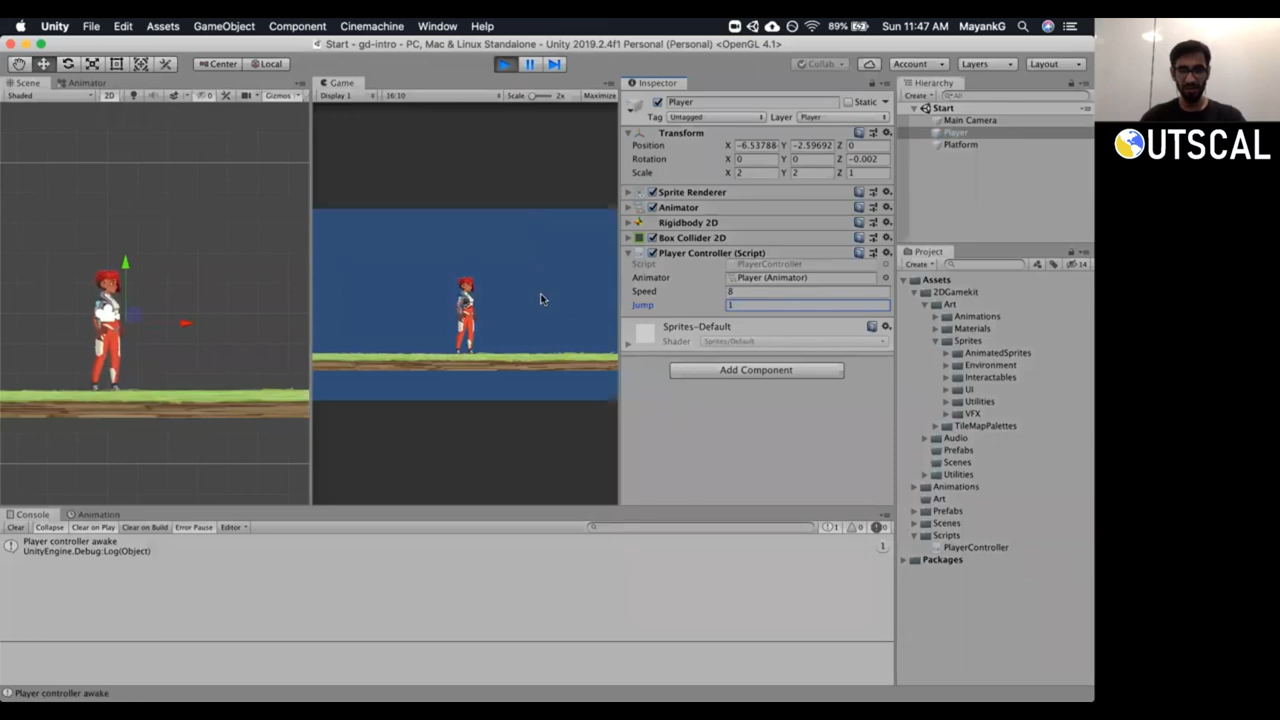 Unity File Edit Assets GameObject Component Cinemachine Window Help 89% Sun 11:47 AM MayankG
Start - gd-intro - PC, Mac & Linux Standalone - Unity 2019.2.4f1 Personal (Personal) <OpenGL 4.1>
Center Local Collab Account Layers Layout
Scene Animator Game Inspector Hierarchy
Shaded 2D 0 Gizmos Display 1 16:10 Scale 2x Maximize
Create All
Player Static
Tag Untagged Layer Player
Start
Main Camera
Player
Platform
Transform
Position X -6.53788 Y -2.59692 Z 0
Rotation X 0 Y 0 Z -0.002
Scale X 2 Y 2 Z 1
Sprite Renderer
Animator
Rigidbody 2D
Box Collider 2D
Player Controller (Script)
Script PlayerController
Animator Player (Animator)
Speed 8
Jump 1
Sprites-Default
Shader Sprites/Default
Add Component
Project
Create 14
Assets
2DGamekit
Art
Animations
Materials
Sprites
AnimatedSprites
Environment
Interactables
UI
Utilities
VFX
TileMapPalettes
Audio
Prefabs
Scenes
Utilities
Animations
Art
Prefabs
Scenes
Scripts
PlayerController
Packages
Console Animation
Clear Collapse Clear on Play Clear on Build Error Pause Editor 1 0 0
Player controller awake
UnityEngine.Debug:Log(Object)
1
Player controller awake
OUTSCAL